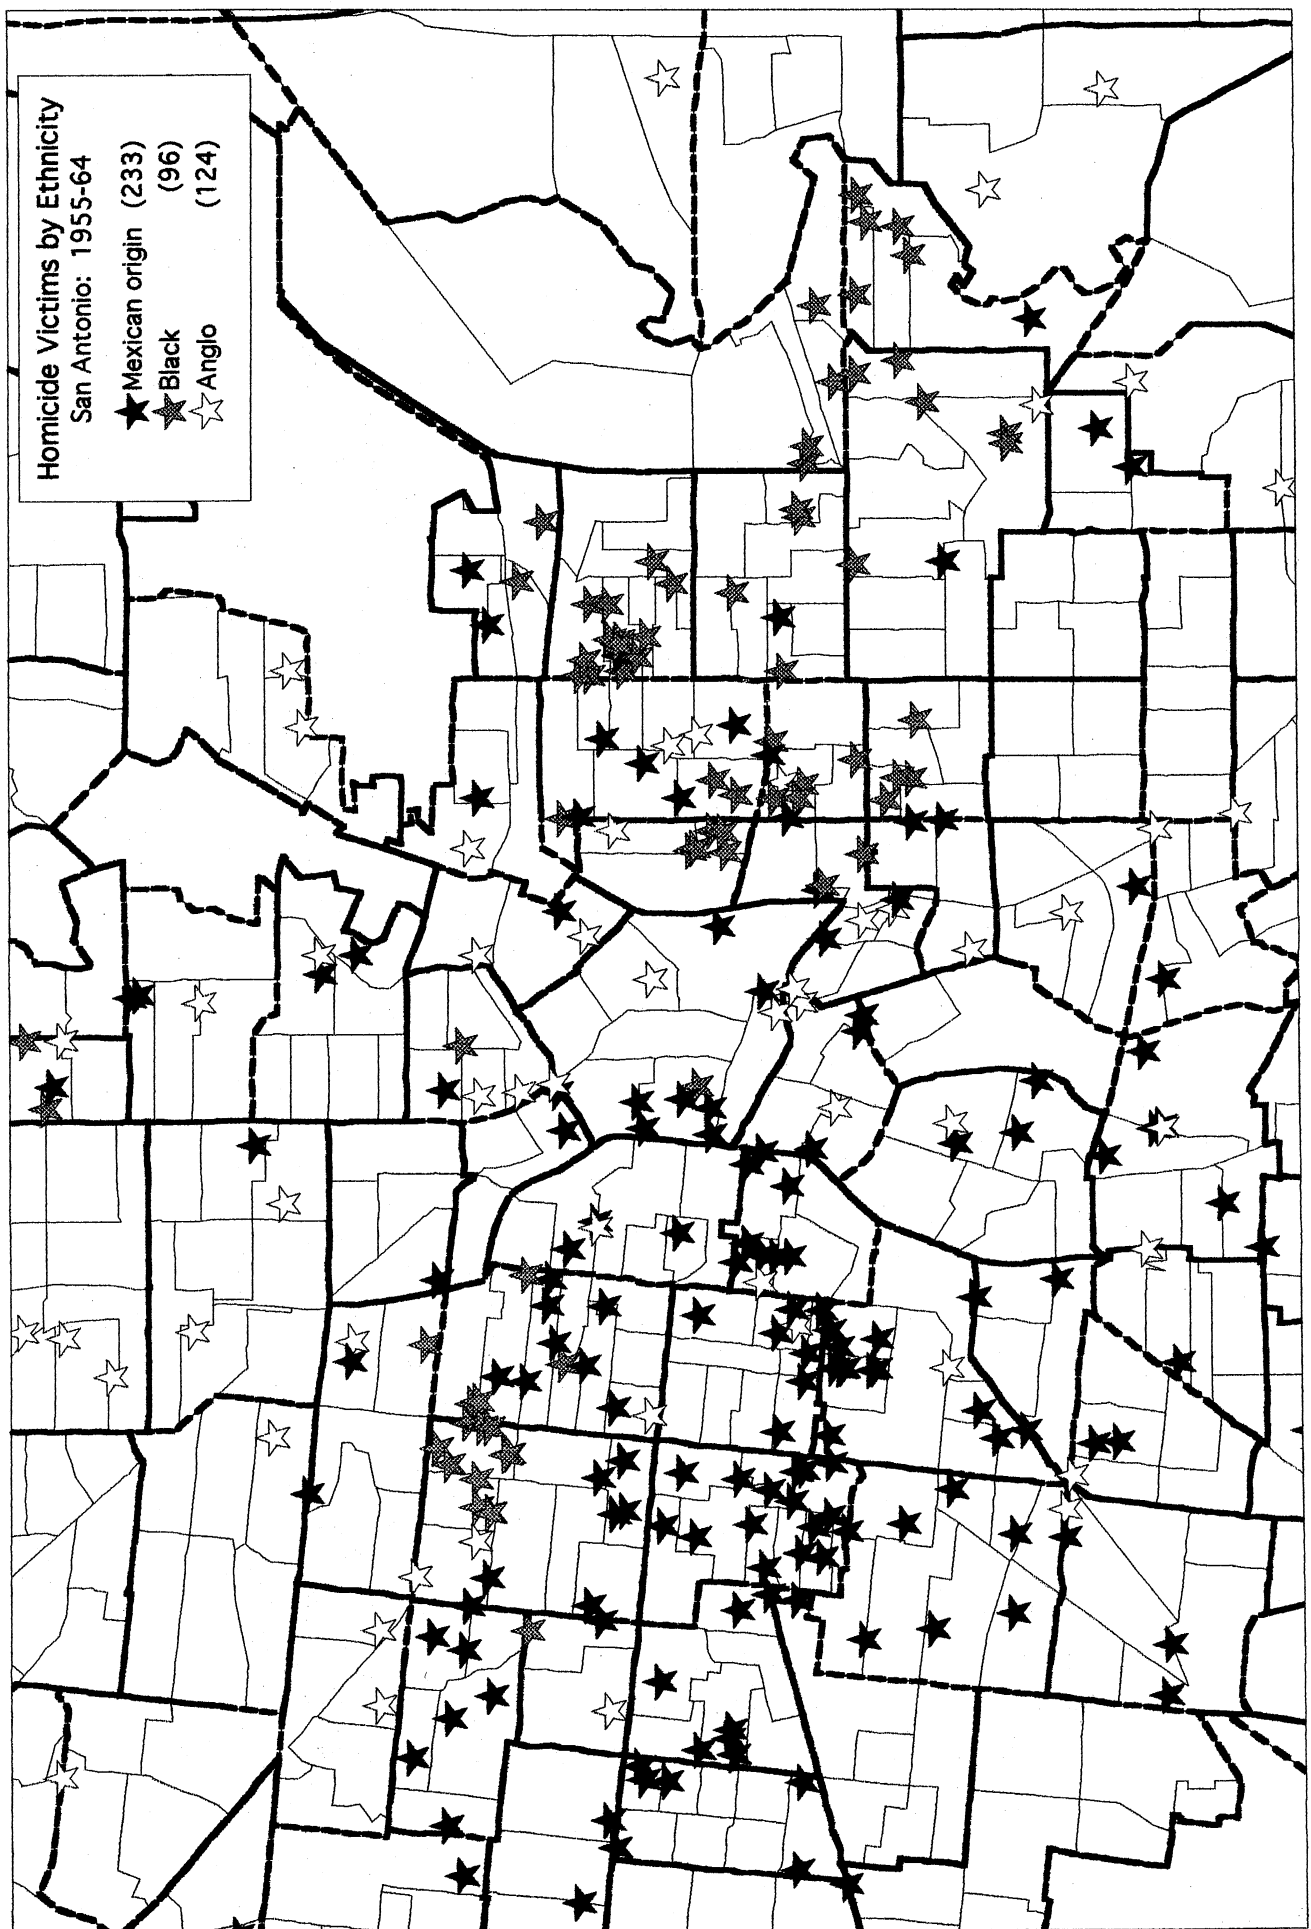 Homicide Victims by Ethnicity
San Antonio: 1955-64
Mexican origin (233)
Black (96)
Anglo (124)